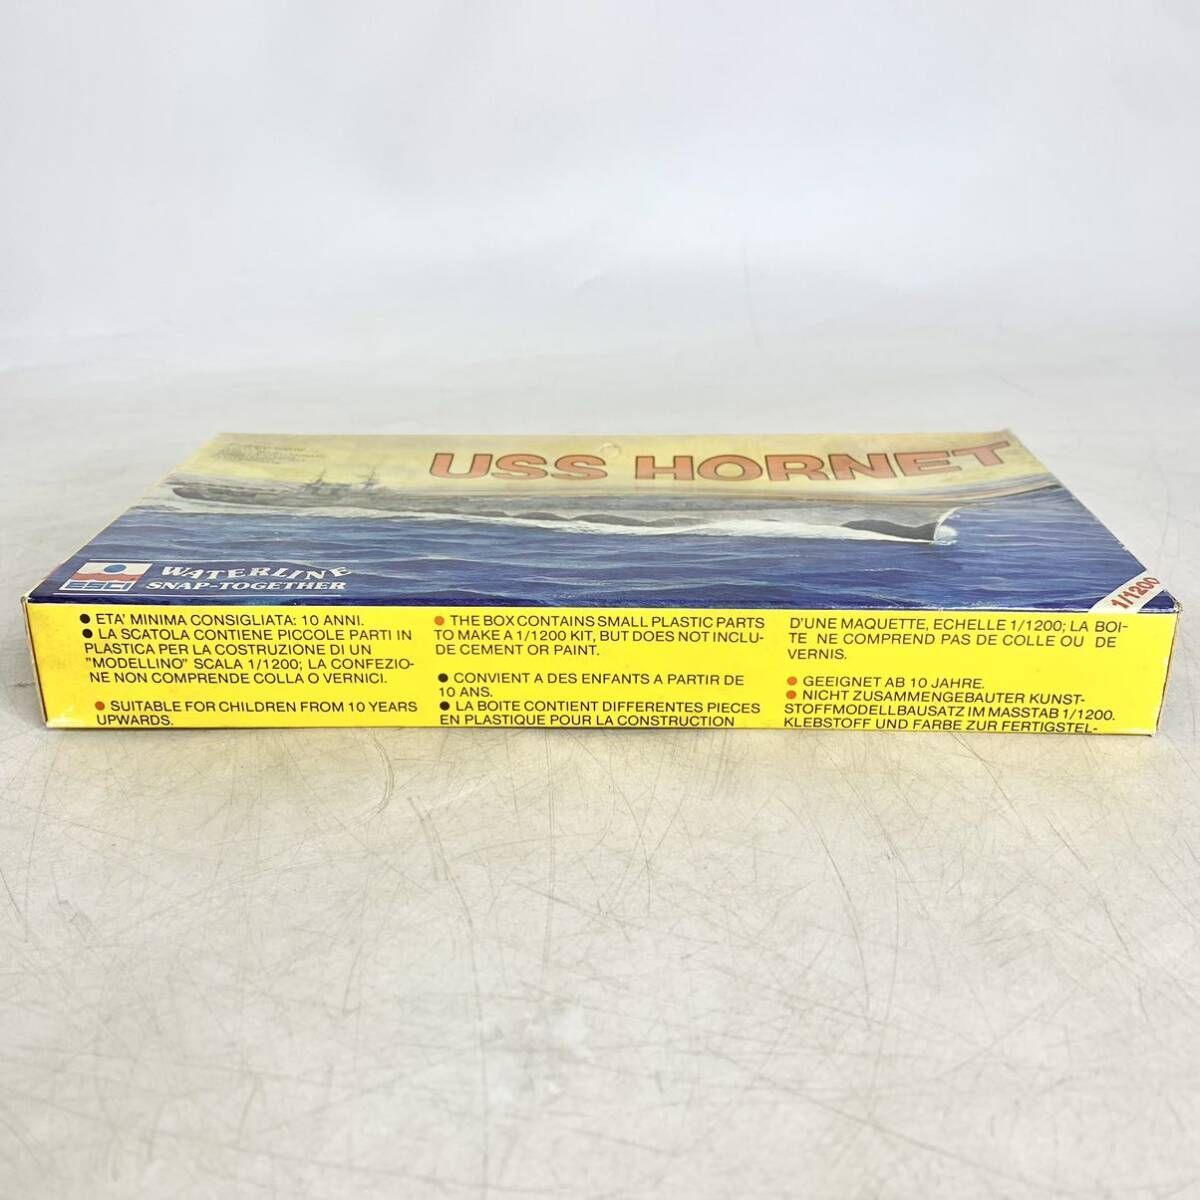 USS HORNET
ESCI
WATERLINE
SNAP-TOGETHER
1/1200
● ETA' MINIMA CONSIGLIATA: 10 ANNI.
● LA SCATOLA CONTIENE PICCOLE PARTI IN
PLASTICA PER LA COSTRUZIONE DI UN
"MODELLINO" SCALA 1/1200; LA CONFEZIO-
NE NON COMPRENDE COLLA O VERNICI.
● SUITABLE FOR CHILDREN FROM 10 YEARS
UPWARDS.
● THE BOX CONTAINS SMALL PLASTIC PARTS
TO MAKE A 1/1200 KIT, BUT DOES NOT INCLU-
DE CEMENT OR PAINT.
● CONVIENT A DES ENFANTS A PARTIR DE
10 ANS.
● LA BOITE CONTIENT DIFFERENTES PIECES
EN PLASTIQUE POUR LA CONSTRUCTION
D'UNE MAQUETTE, ECHELLE 1/1200; LA BOI-
TE NE COMPREND PAS DE COLLE OU DE
VERNIS.
● GEEIGNET AB 10 JAHRE.
● NICHT ZUSAMMENGEBAUTER KUNST-
STOFFMODELLBAUSATZ IM MASSTAB 1/1200.
KLEBSTOFF UND FARBE ZUR FERTIGSTEL-